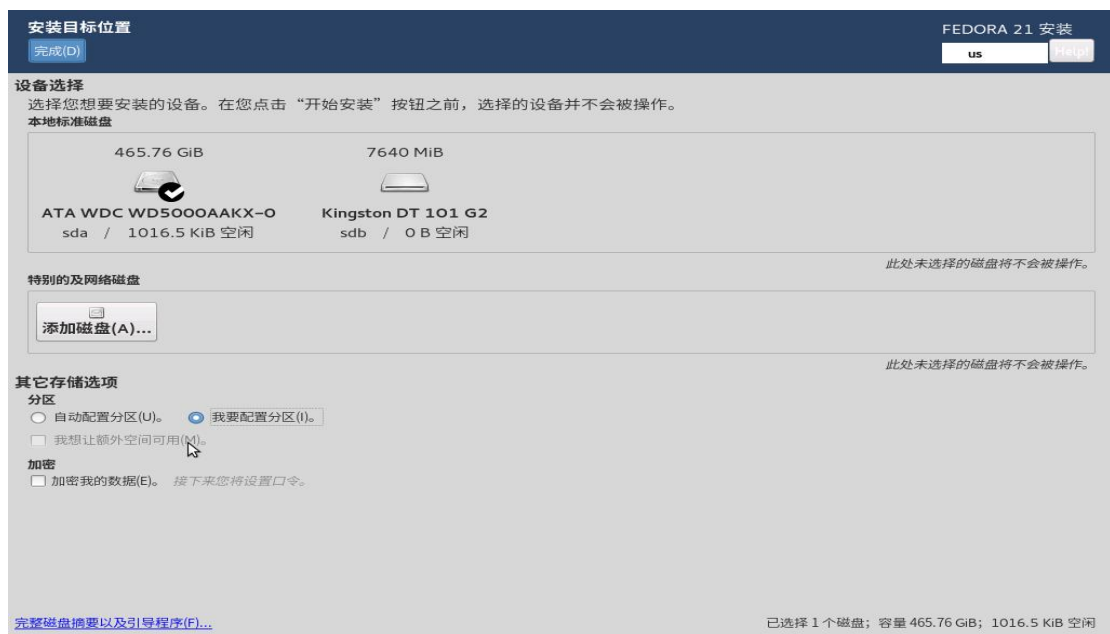 安装目标位置
FEDORA 21 安装
完成(D)
us
Help!
设备选择
选择您想要安装的设备。在您点击“开始安装”按钮之前，选择的设备并不会被操作。
本地标准磁盘
465.76 GiB
7640 MiB
ATA WDC WD5000AAKX-0
Kingston DT 101 G2
sda / 1016.5 KiB 空闲
sdb / 0 B 空闲
此处未选择的磁盘将不会被操作。
特别的及网络磁盘
添加磁盘(A)...
此处未选择的磁盘将不会被操作。
其它存储选项
分区
自动配置分区(U)。 我要配置分区(I)。
我想让额外空间可用(M)。
加密
加密我的数据(E)。 接下来您将设置口令。
完整磁盘摘要以及引导程序(F)...
已选择 1 个磁盘；容量 465.76 GiB；1016.5 KiB 空闲